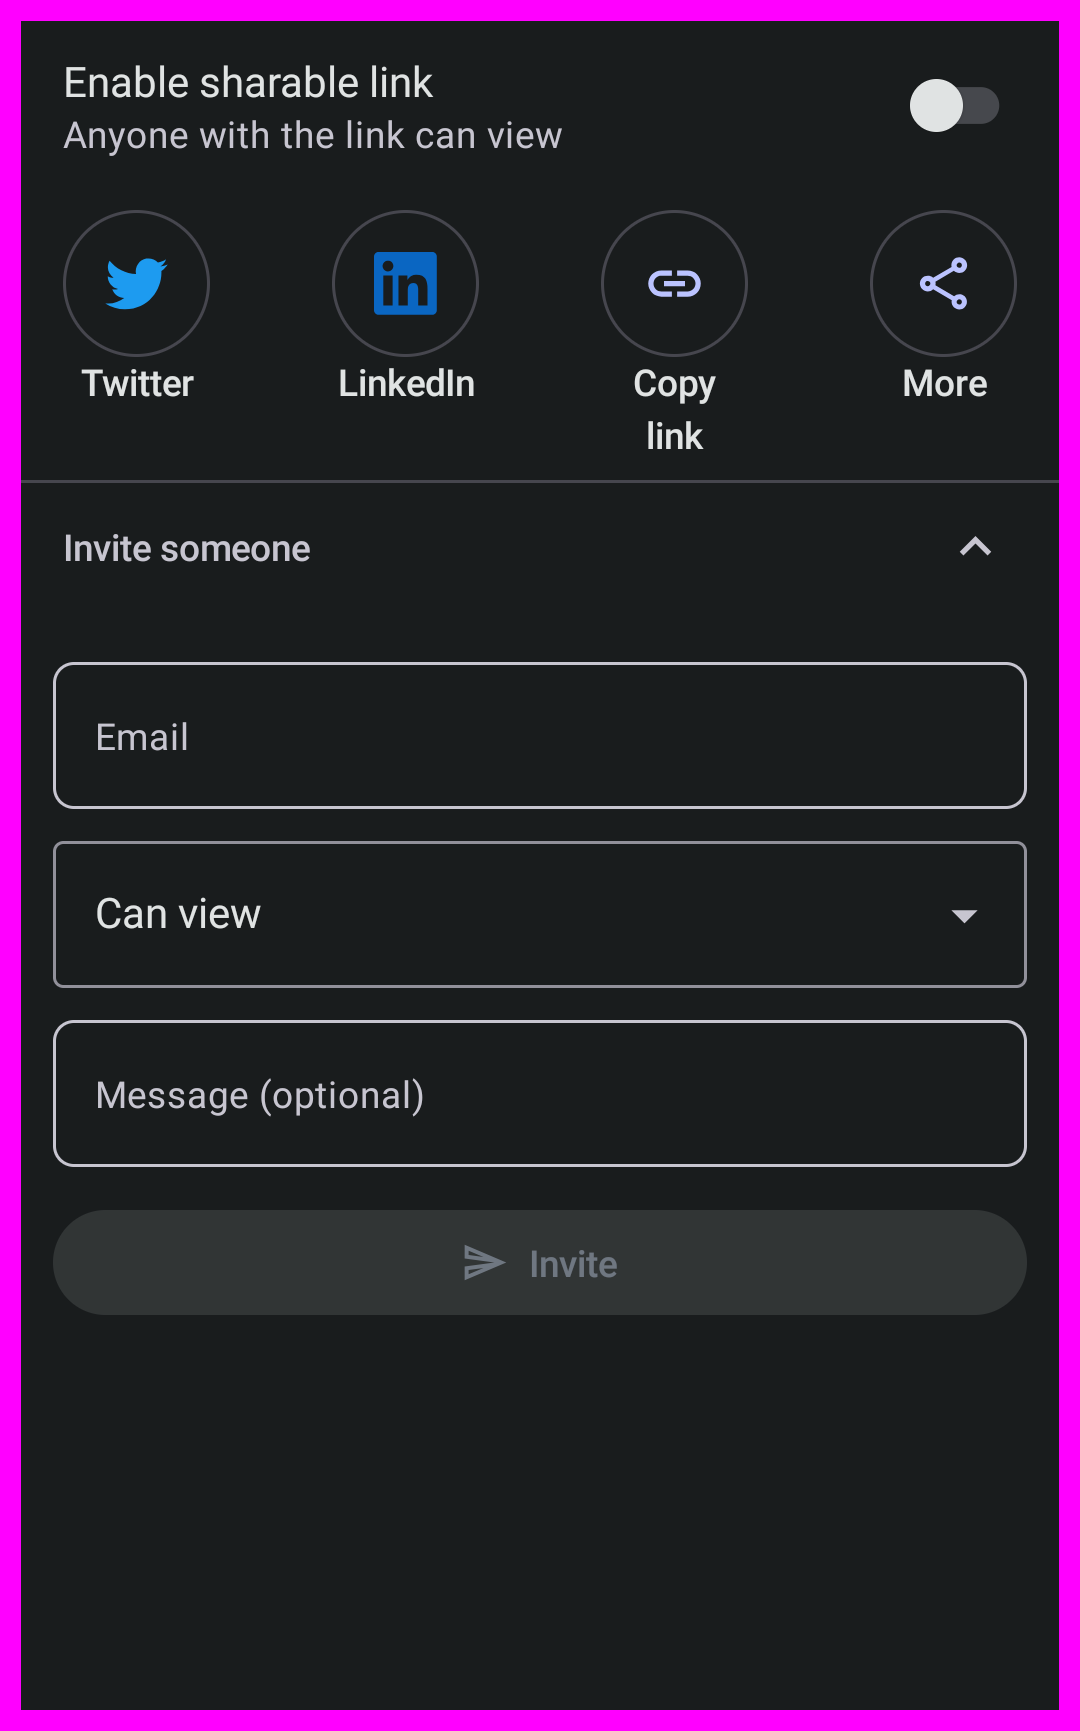 Enable sharable link
Anyone with the link can view
Twitter LinkedIn Copy link More
Invite someone
Email
Can view
Message (optional)
Invite